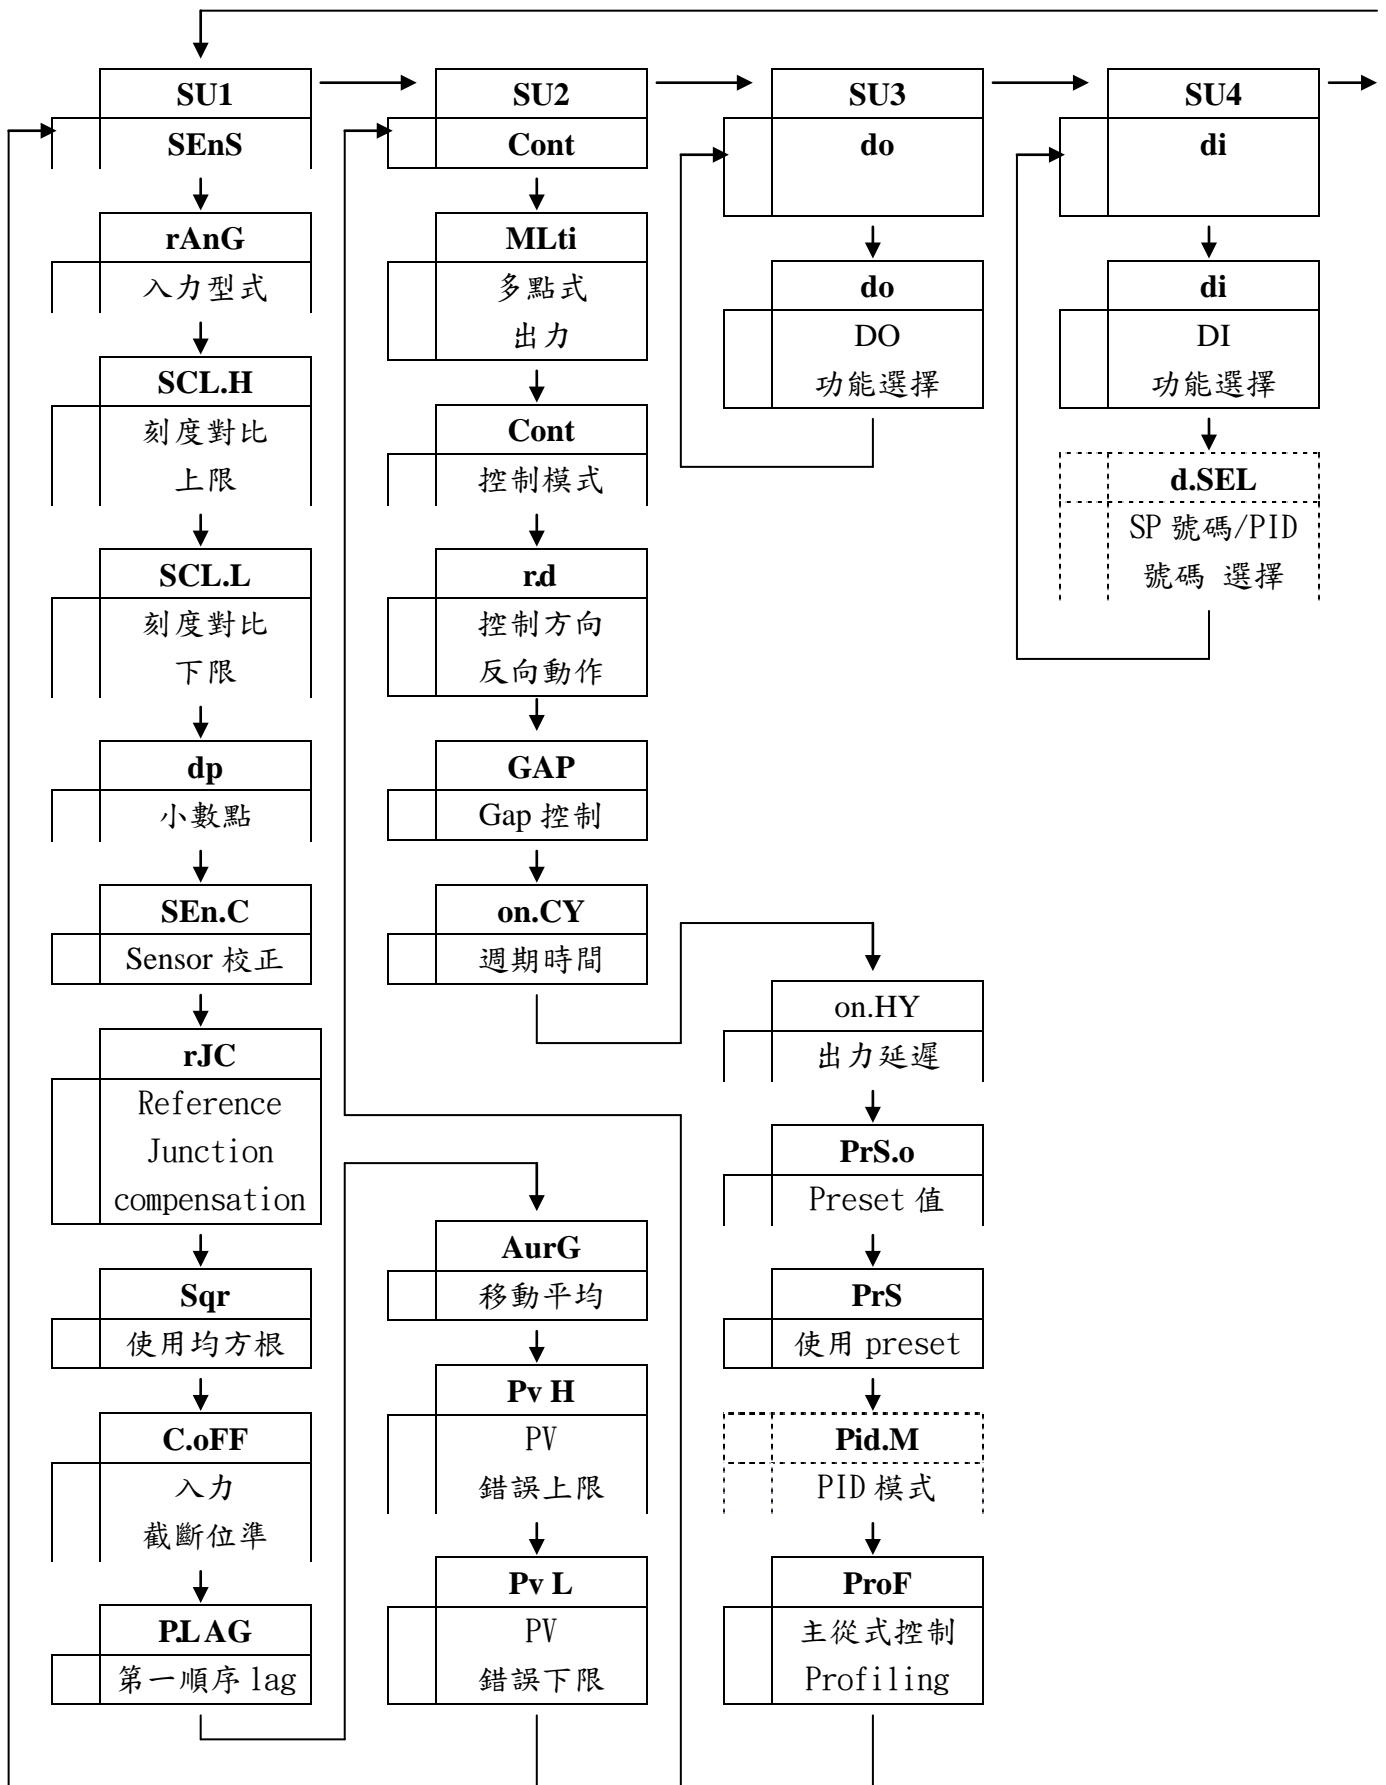 SU1
SEnS
rAnG
入力型式
SCL.H
刻度對比
上限
SCL.L
刻度對比
下限
dp
小數點
SEn.C
Sensor 校正
rJC
Reference
Junction
compensation
Sqr
使用均方根
C.oFF
入力
截斷位準
P.LAG
第一順序 lag
AurG
移動平均
Pv H
PV
錯誤上限
Pv L
PV
錯誤下限
SU2
Cont
MLti
多點式
出力
Cont
控制模式
r.d
控制方向
反向動作
GAP
Gap 控制
on.CY
週期時間
on.HY
出力延遲
PrS.o
Preset 值
PrS
使用 preset
Pid.M
PID 模式
ProF
主從式控制
Profiling
SU3
do
do
DO
功能選擇
SU4
di
di
DI
功能選擇
d.SEL
SP 號碼/PID
號碼 選擇